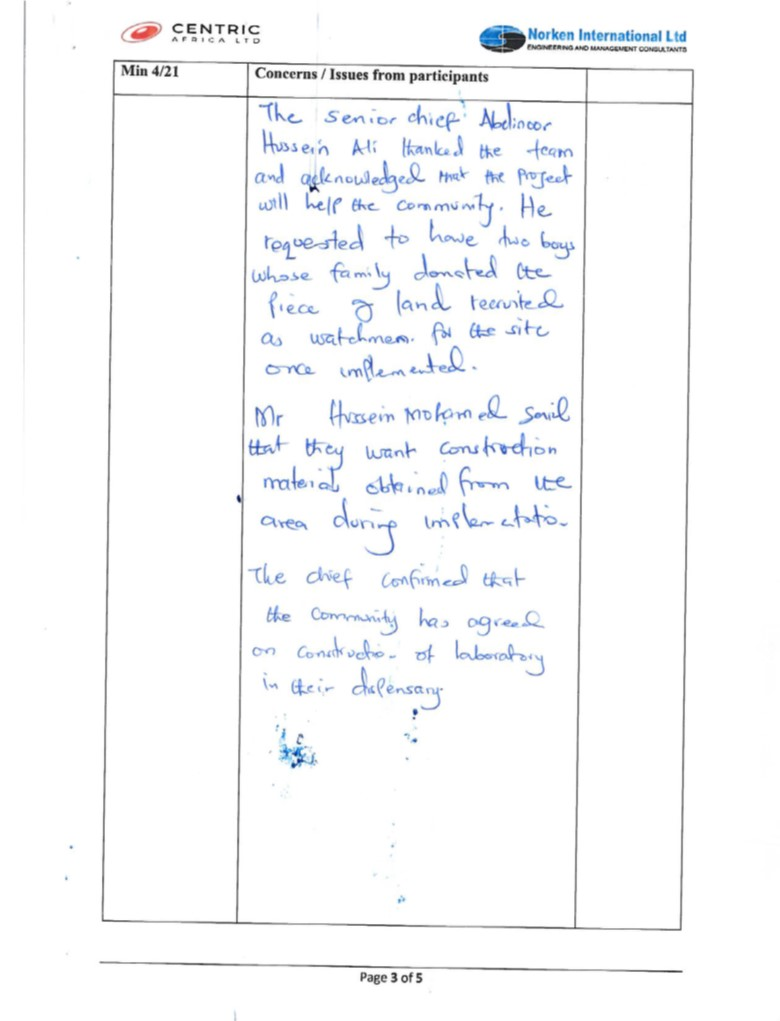 CENTRIC
AFRICA LTD
Norken International Ltd
ENGINEERING AND MANAGEMENT CONSULTANTS
Min 4/21
Concerns / Issues from participants
The senior chief Abdinoor
Hussein Ali thanked the team
and acknowledged that the project
will help the community. He
requested to have two boys
whose family donated the
piece of land recruited
as watchmen for the site
once implemented.
Mr Hussein Mohamed said
that they want construction
material obtained from the
area during implementatio-
The chief confirmed that
the community has agreed
on constructio- of laboratory
in their dispensary.
Page 3 of 5